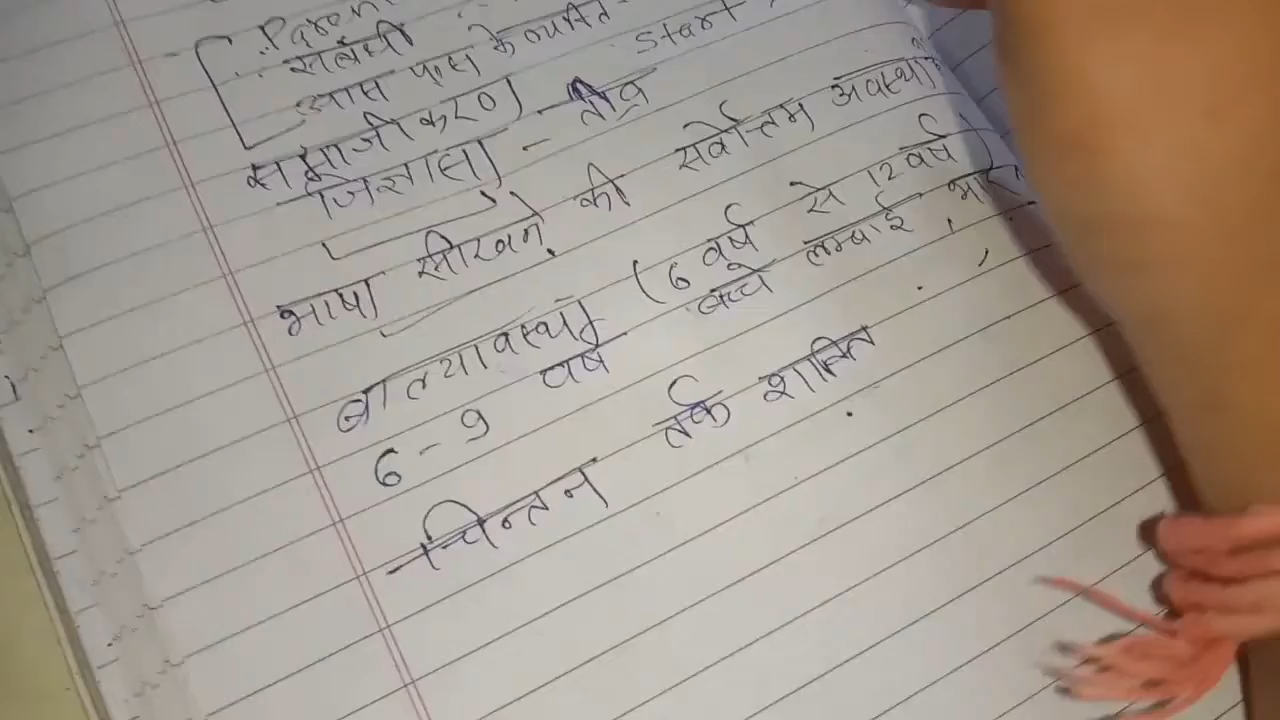 संबंधी
आस पास के व्यक्ति
समाजीकरण - Start
जिज्ञासा - तीव्र
भाषा सीखने की सर्वोत्तम अवस्था
बाल्यावस्था (6 वर्ष से 12 वर्ष)
6 - 9 वर्ष बच्चे लम्बाई, भार,
चिन्तन तर्क शक्ति